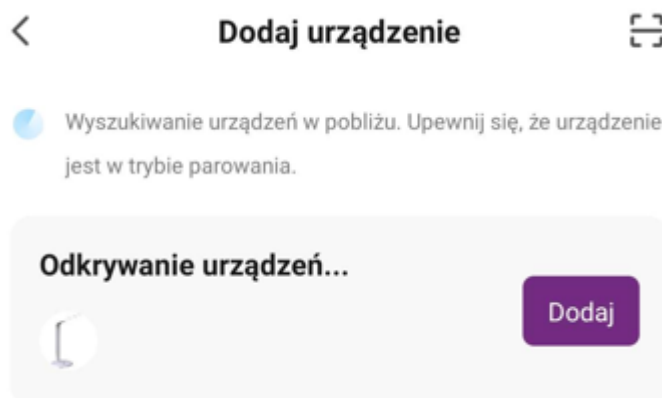 Dodaj urządzenie
Wyszukiwanie urządzeń w pobliżu. Upewnij się, że urządzenie
jest w trybie parowania.
Odkrywanie urządzeń...
Dodaj